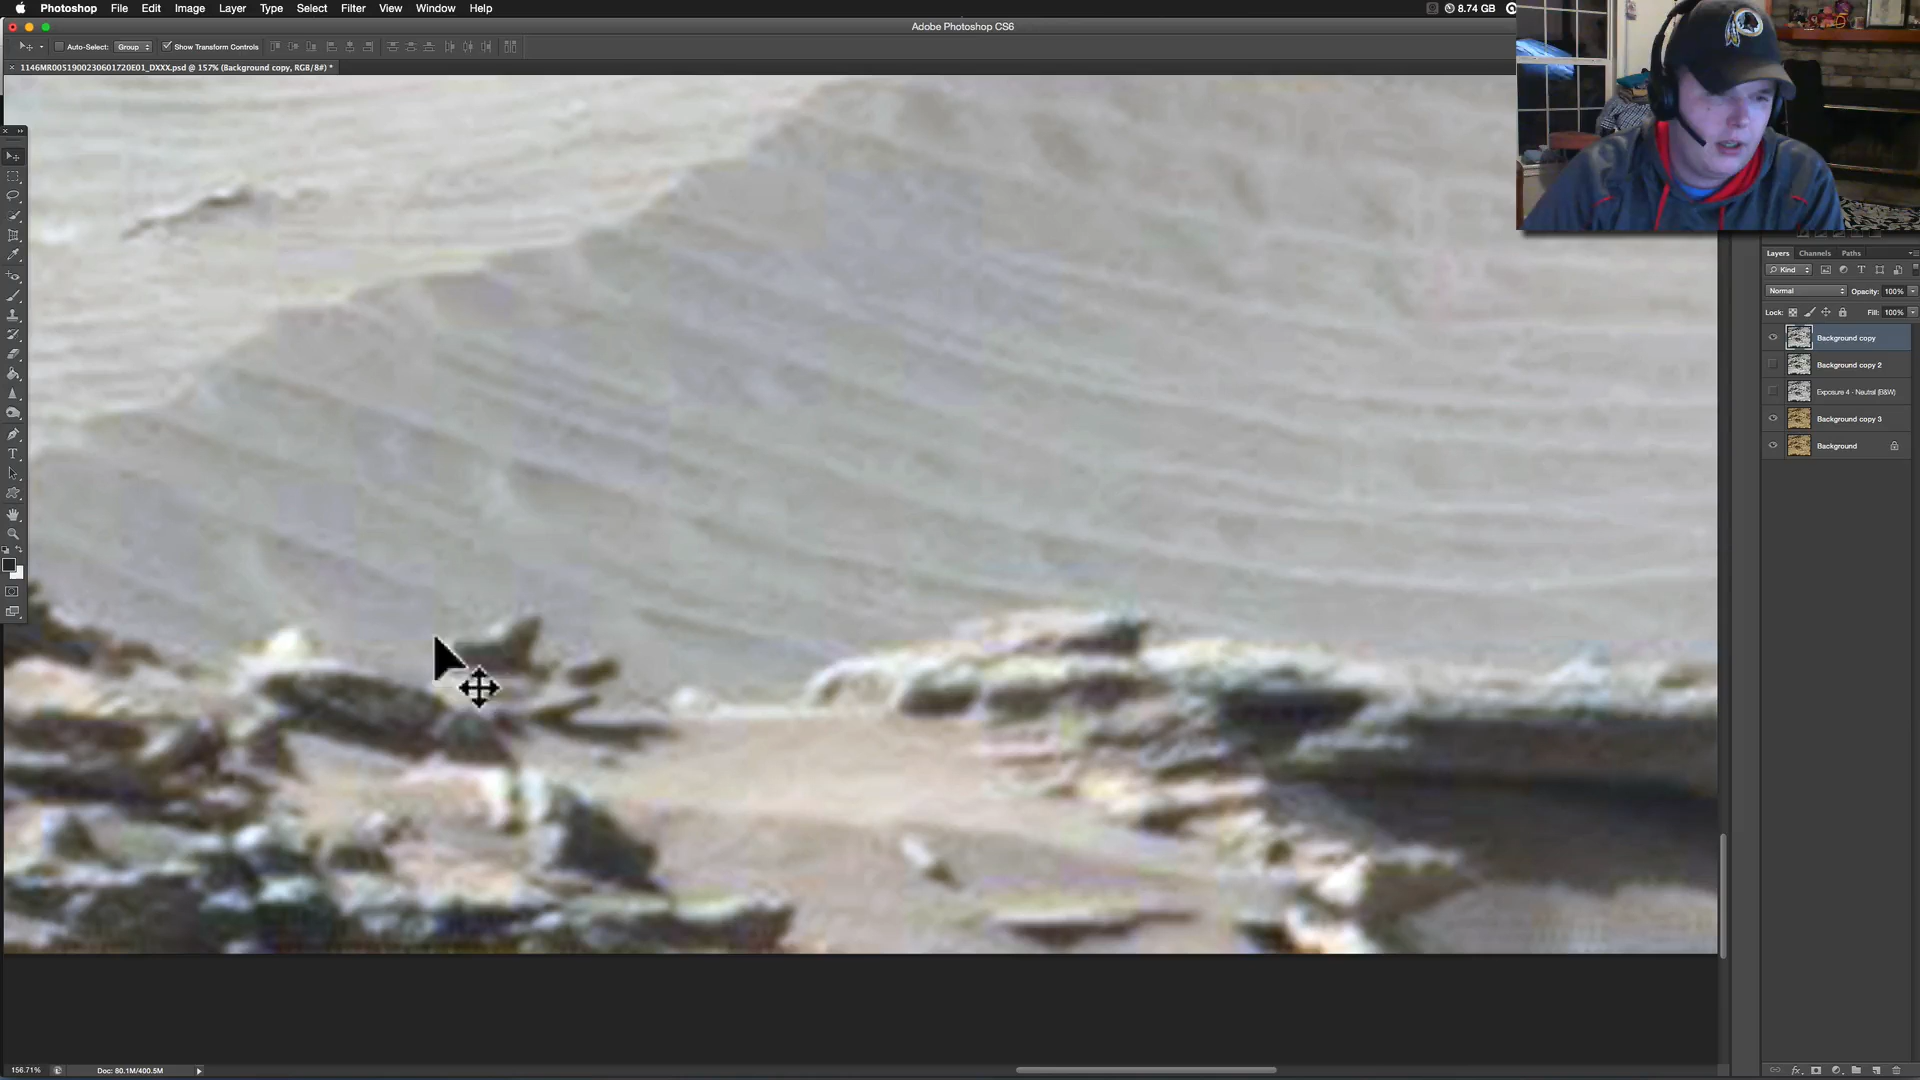 Photoshop File Edit Image Layer Type Select Filter View Window Help 8.74 GB
Adobe Photoshop CS6
Auto-Select: Group Show Transform Controls
1146MR0051900230601720E01_DXXX.psd @ 157% (Background copy, RGB/8#) *
Layers Channels Paths
Kind
Normal Opacity: 100%
Lock: Fill: 100%
Background copy
Background copy 2
Exposure 4 - Neutral (B&W)
Background copy 3
Background
156.71% Doc: 80.1M/400.5M